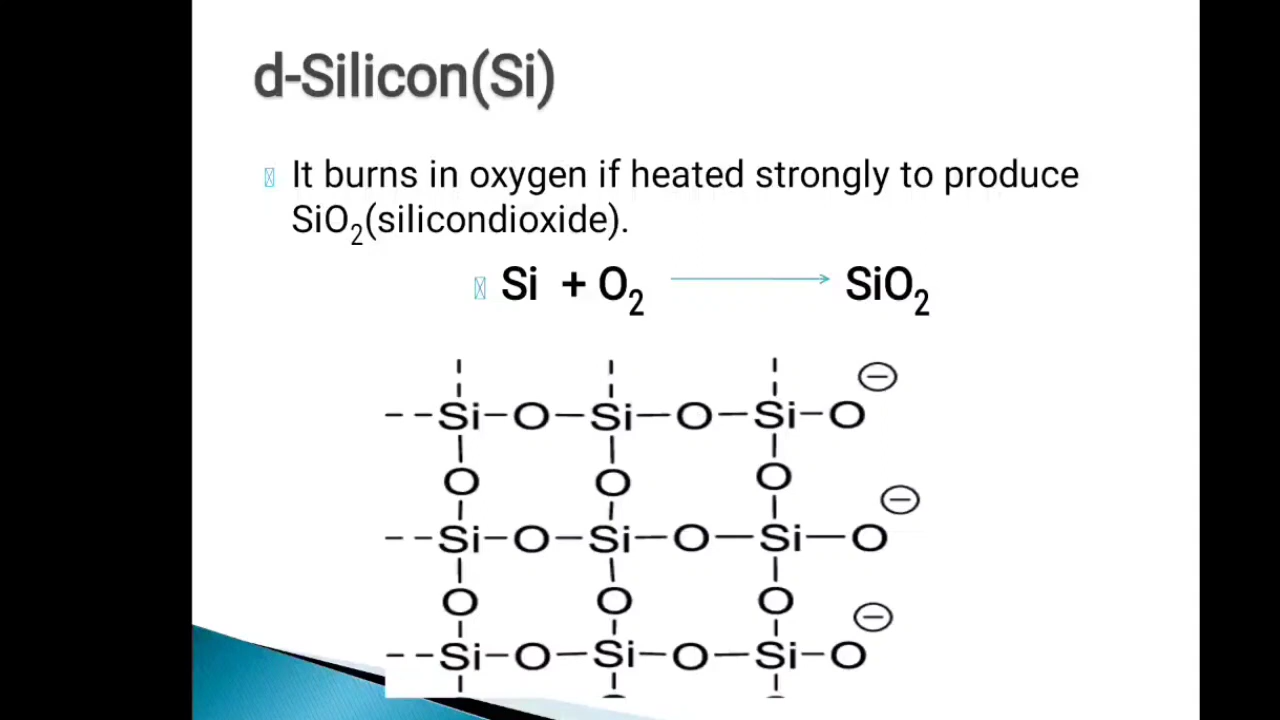 d-Silicon(Si)
It burns in oxygen if heated strongly to produce
SiO2(silicondioxide).
Si + O2 → SiO2
--Si-O-Si-O-Si-O ⊖
O O O
--Si-O-Si-O-Si-O ⊖
O O O
--Si-O-Si-O-Si-O ⊖